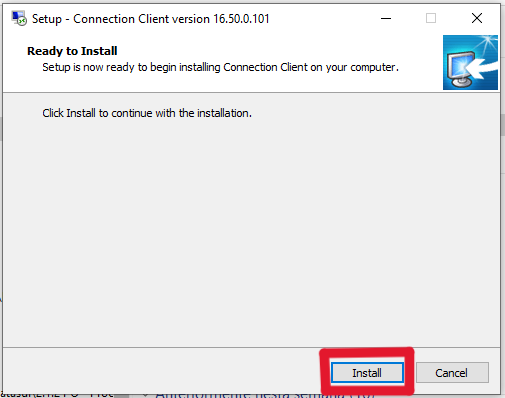 Setup - Connection Client version 16.50.0.101
Ready to Install
Setup is now ready to begin installing Connection Client on your computer.
Click Install to continue with the installation.
Install
Cancel